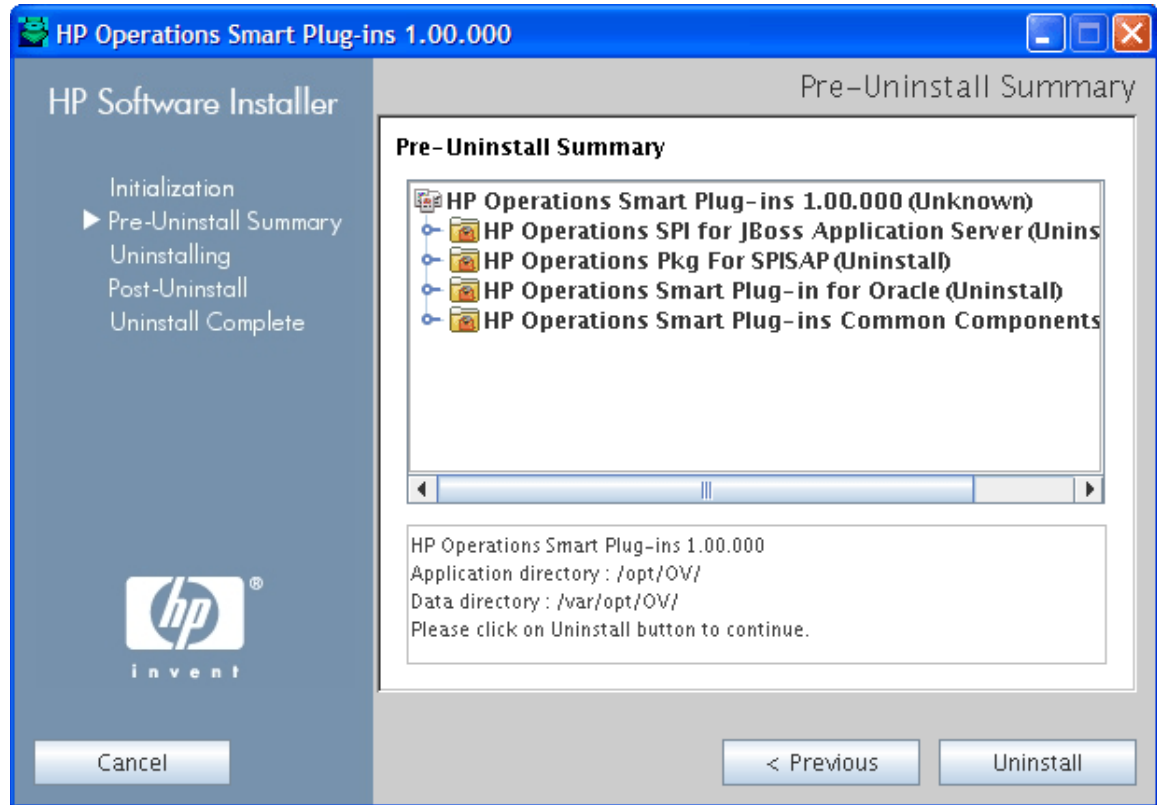 HP Operations Smart Plug-ins 1.00.000
HP Software Installer
Initialization
Pre-Uninstall Summary
Uninstalling
Post-Uninstall
Uninstall Complete
hp
®
invent
Pre-Uninstall Summary
Pre-Uninstall Summary
HP Operations Smart Plug-ins 1.00.000 (Unknown)
HP Operations SPI for JBoss Application Server (Unins
HP Operations Pkg For SPISAP (Uninstall)
HP Operations Smart Plug-in for Oracle (Uninstall)
HP Operations Smart Plug-ins Common Components
HP Operations Smart Plug-ins 1.00.000
Application directory : /opt/OV/
Data directory : /var/opt/OV/
Please click on Uninstall button to continue.
Cancel
< Previous
Uninstall